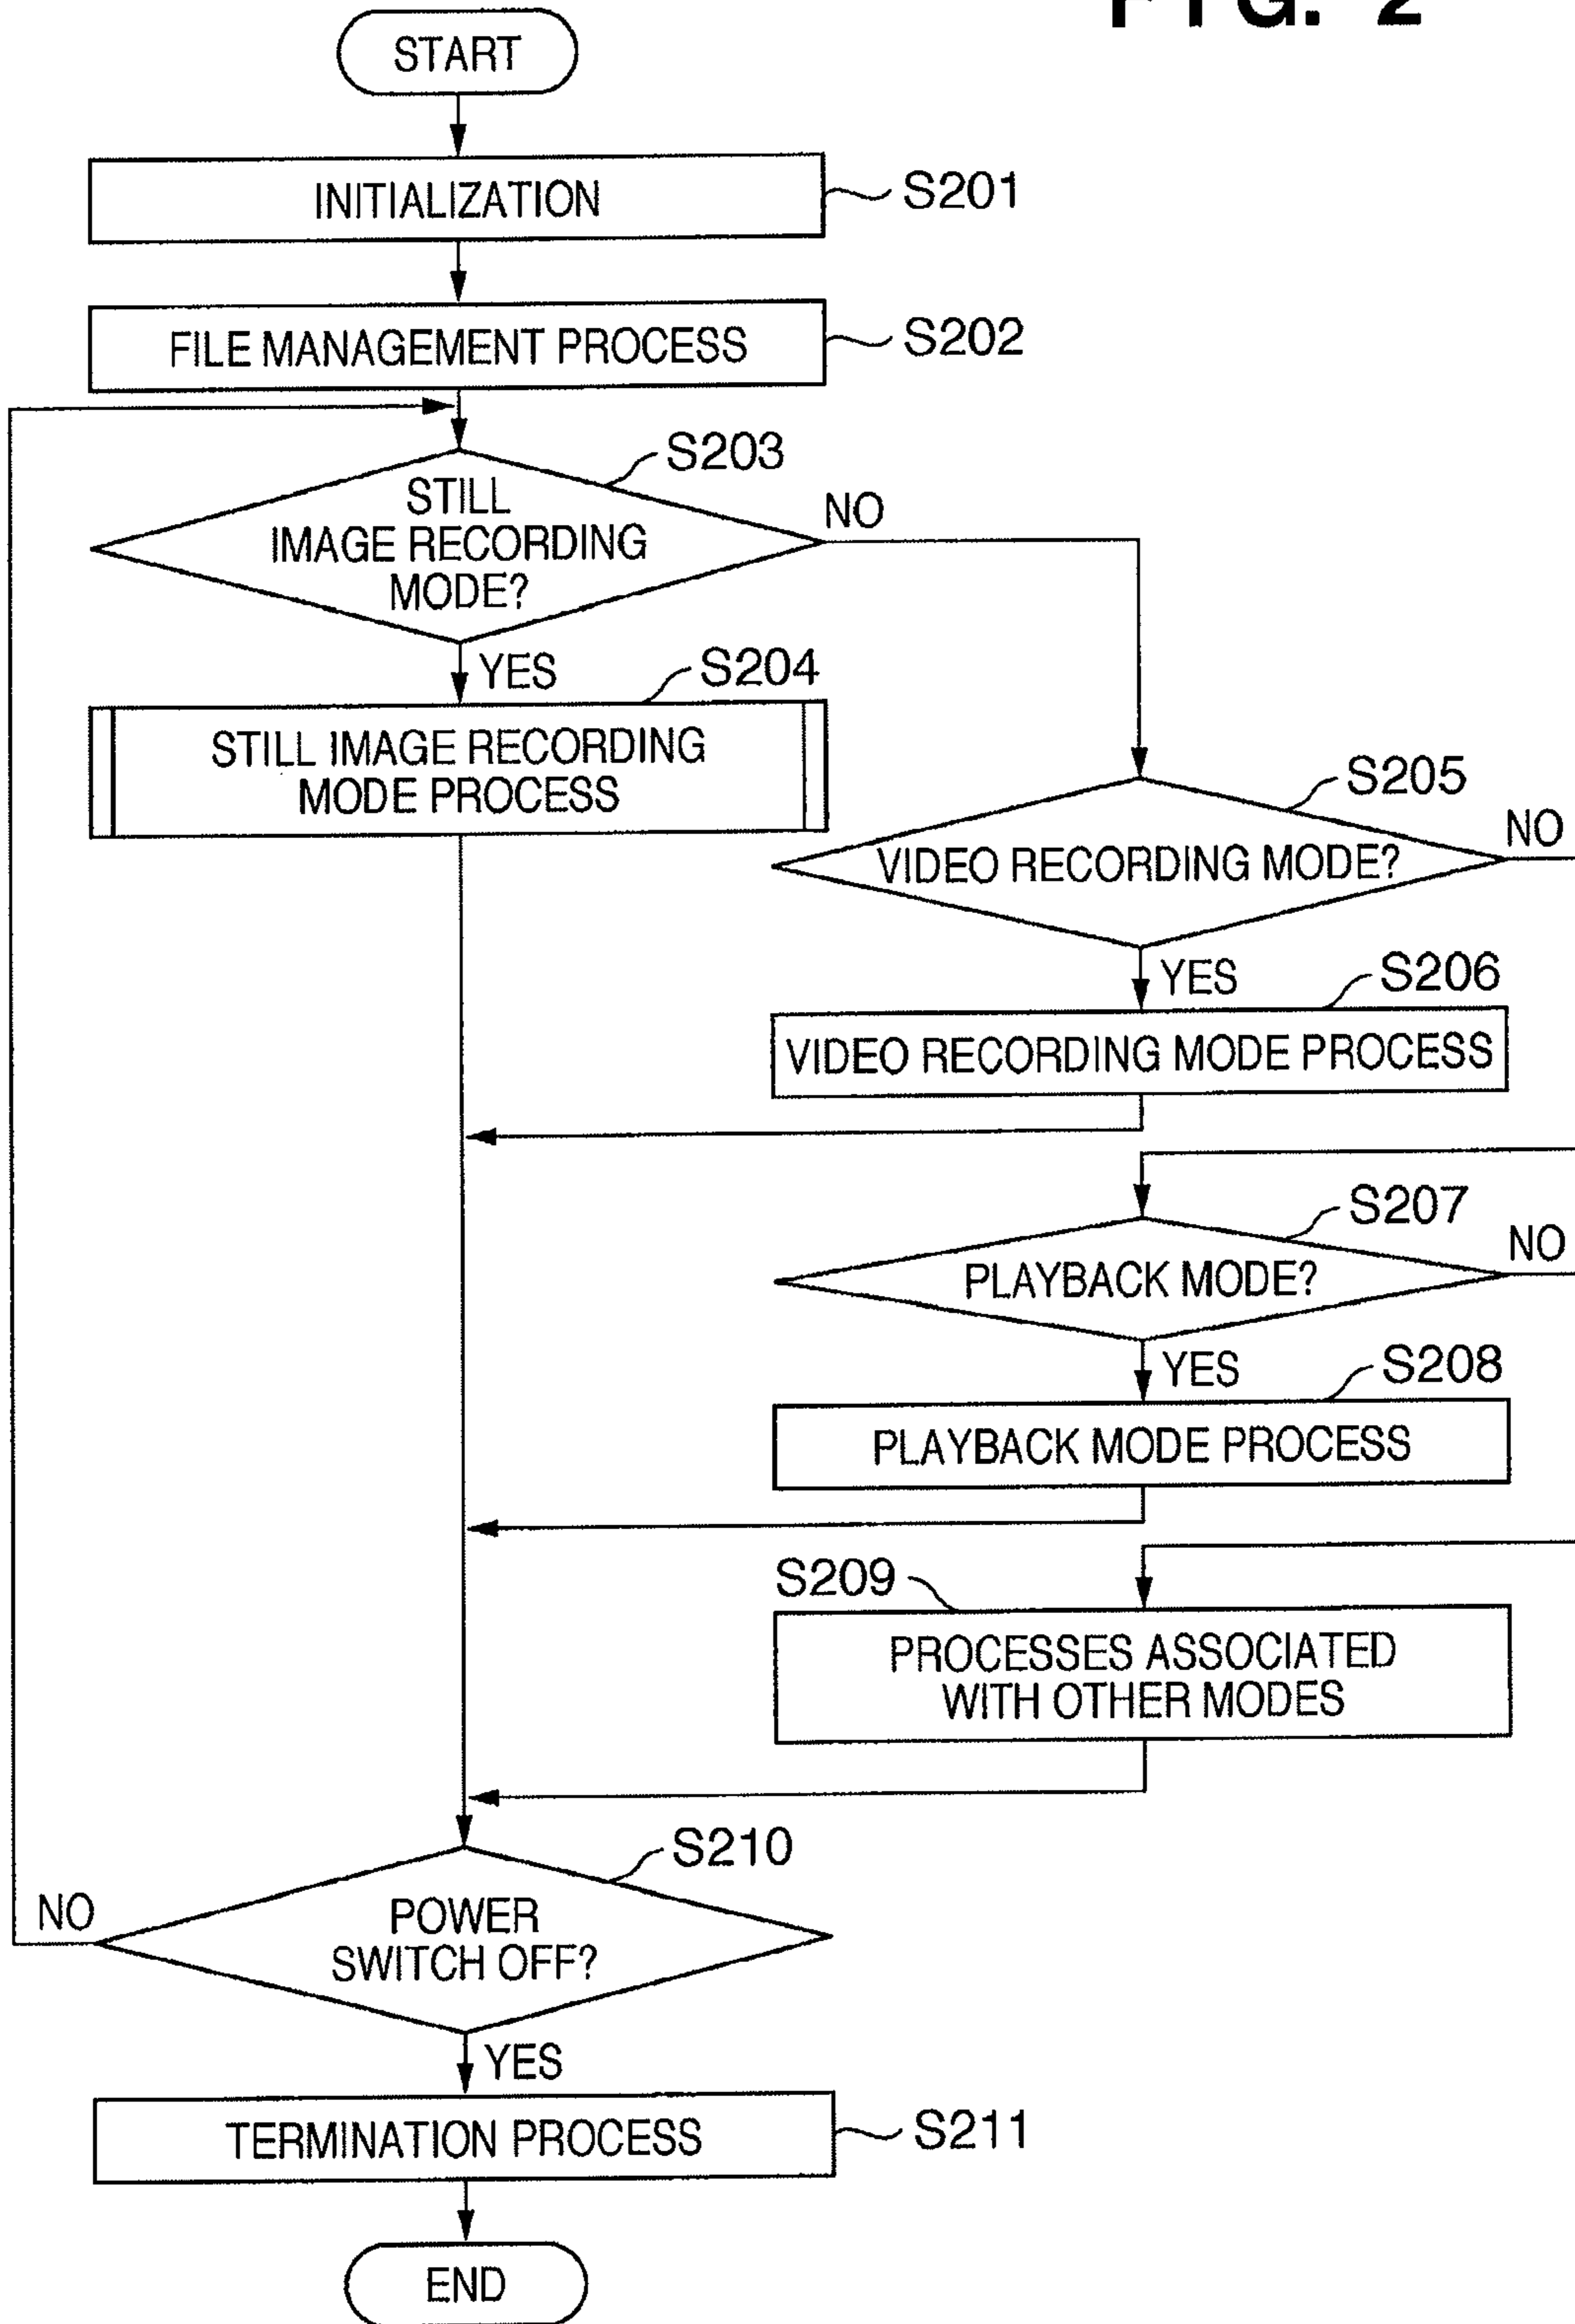 FIG. 2
START
INITIALIZATION
S201
FILE MANAGEMENT PROCESS
S202
S203
STILL
IMAGE RECORDING
MODE?
NO
YES
S204
STILL IMAGE RECORDING
MODE PROCESS
S205
VIDEO RECORDING MODE?
NO
YES
S206
VIDEO RECORDING MODE PROCESS
S207
PLAYBACK MODE?
NO
YES
S208
PLAYBACK MODE PROCESS
S209
PROCESSES ASSOCIATED
WITH OTHER MODES
S210
POWER
SWITCH OFF?
NO
YES
TERMINATION PROCESS
S211
END